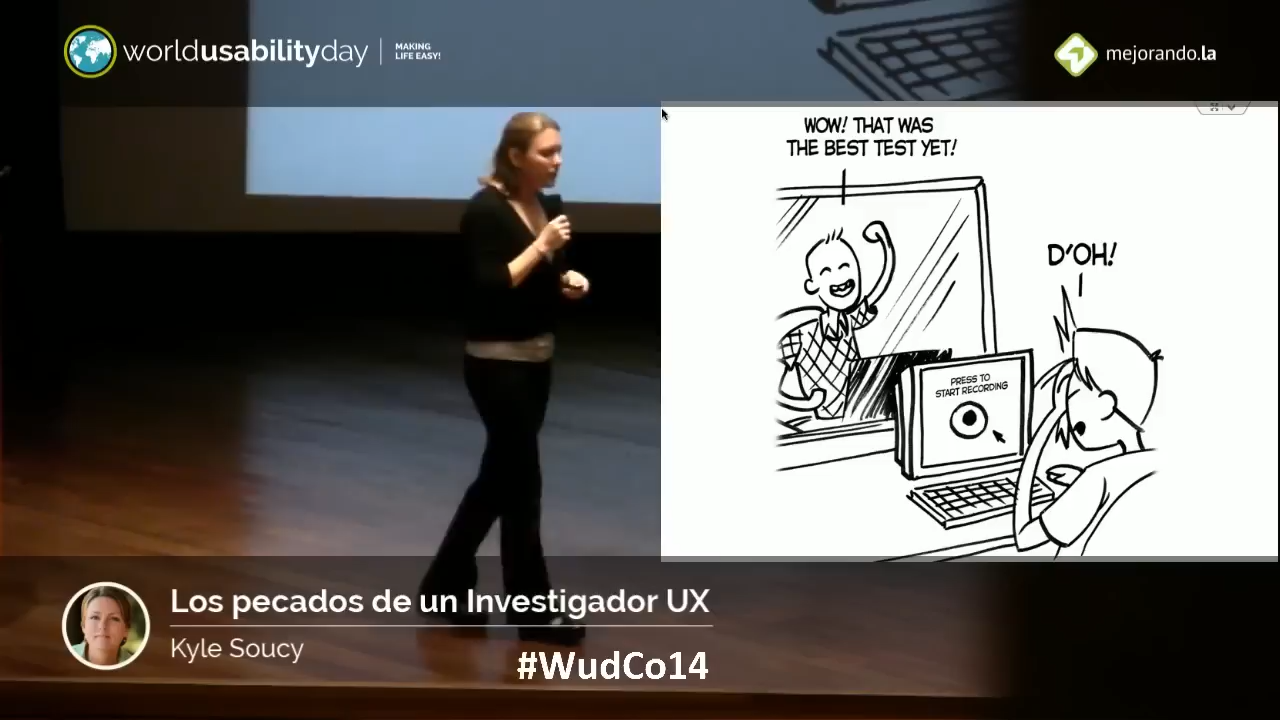 worldusabilityday
MAKING
LIFE EASY!
mejorando.la
WOW! THAT WAS
THE BEST TEST YET!
D'OH!
PRESS TO
START RECORDING
Los pecados de un Investigador UX
Kyle Soucy
#WudCo14